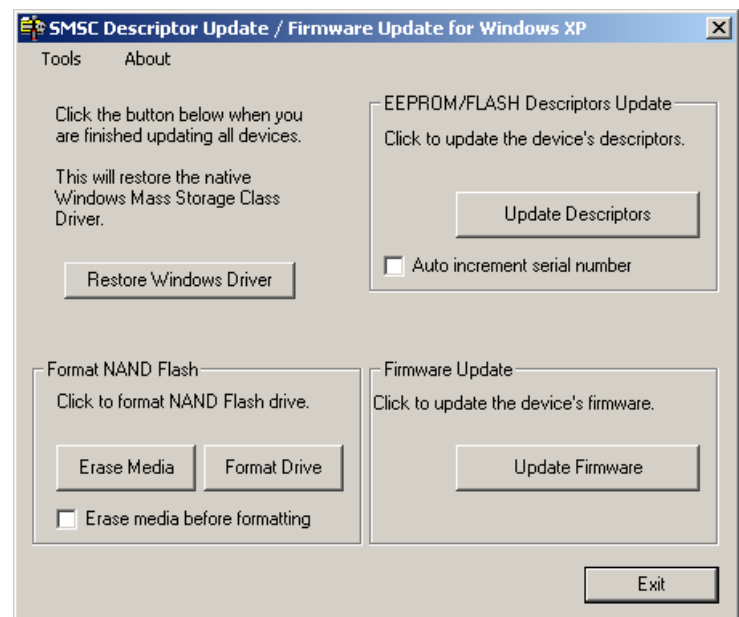 SMSC Descriptor Update / Firmware Update for Windows XP
Tools About
Click the button below when you
are finished updating all devices.
This will restore the native
Windows Mass Storage Class
Driver.
Restore Windows Driver
EEPROM/FLASH Descriptors Update
Click to update the device's descriptors.
Update Descriptors
Auto increment serial number
Format NAND Flash
Click to format NAND Flash drive.
Erase Media Format Drive
Erase media before formatting
Firmware Update
Click to update the device's firmware.
Update Firmware
Exit